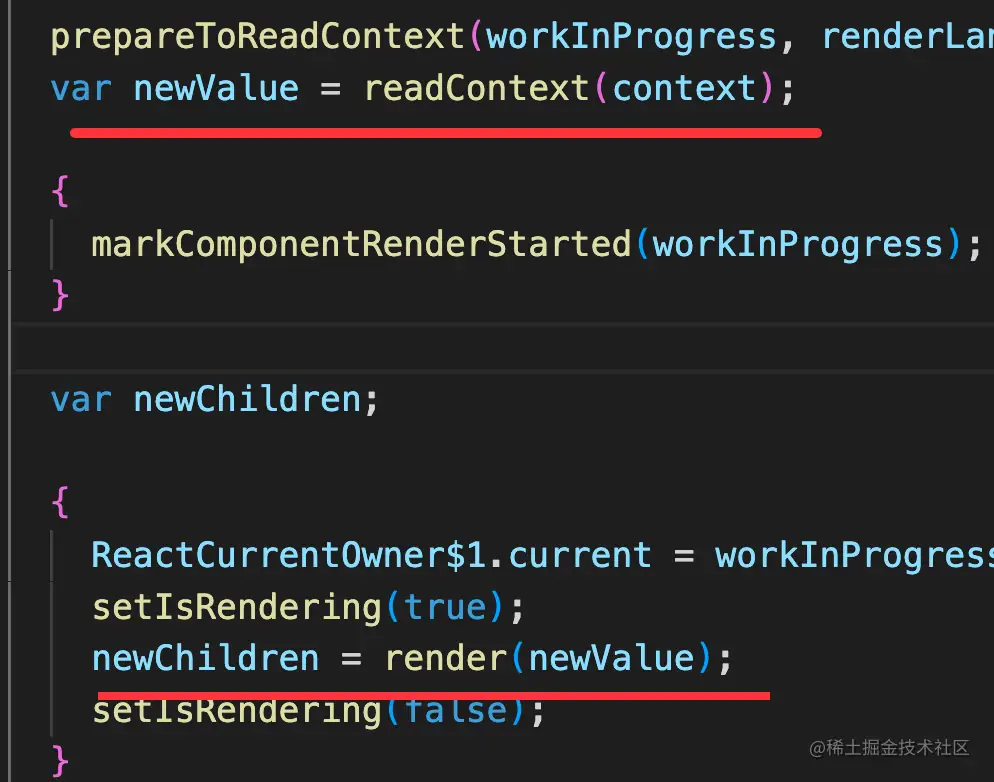 prepareToReadContext(workInProgress, renderLan
var newValue = readContext(context);
{
markComponentRenderStarted(workInProgress);
}
var newChildren;
{
ReactCurrentOwner$1.current = workInProgress
setIsRendering(true);
newChildren = render(newValue);
setIsRendering(false);
}
@稀土掘金技术社区